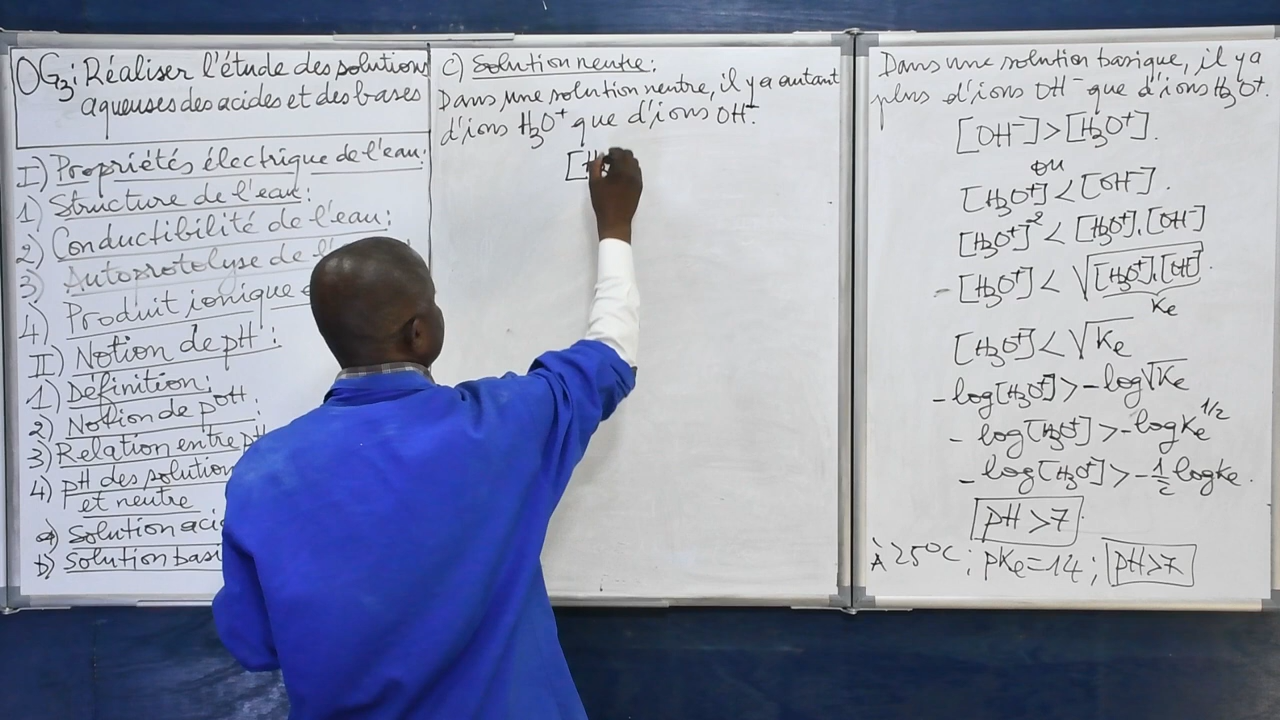 OG3: Réaliser l'étude des solutions
aqueuses des acides et des bases
I) Propriétés électrique de l'eau:
1) Structure de l'eau:
2) Conductibilité de l'eau:
3) Autoprotolyse de l'
4) Produit ionique
II) Notion de pH:
1) Définition:
2) Notion de pOH:
3) Relation entre pH
4) pH des solution
et neutre
a) Solution aci
b) Solution basi
c) Solution neutre:
Dans une solution neutre, il y a autant
d'ions H₃O⁺ que d'ions OH⁻.
[H₃
Dans une solution basique, il y a
plus d'ions OH⁻ que d'ions H₃O⁺.
[OH⁻] > [H₃O⁺].
ou
[H₃O⁺] < [OH⁻].
[H₃O⁺]² < [H₃O⁺].[OH⁻]
[H₃O⁺] < √[H₃O⁺].[OH⁻].
Ke
[H₃O⁺] < √Ke
-log[H₃O⁺] > -log√Ke
-log[H₃O⁺] > -logKe^1/2
-log[H₃O⁺] > -1/2 logKe.
pH > 7.
À 25°C; pKe = 14; pH > 7